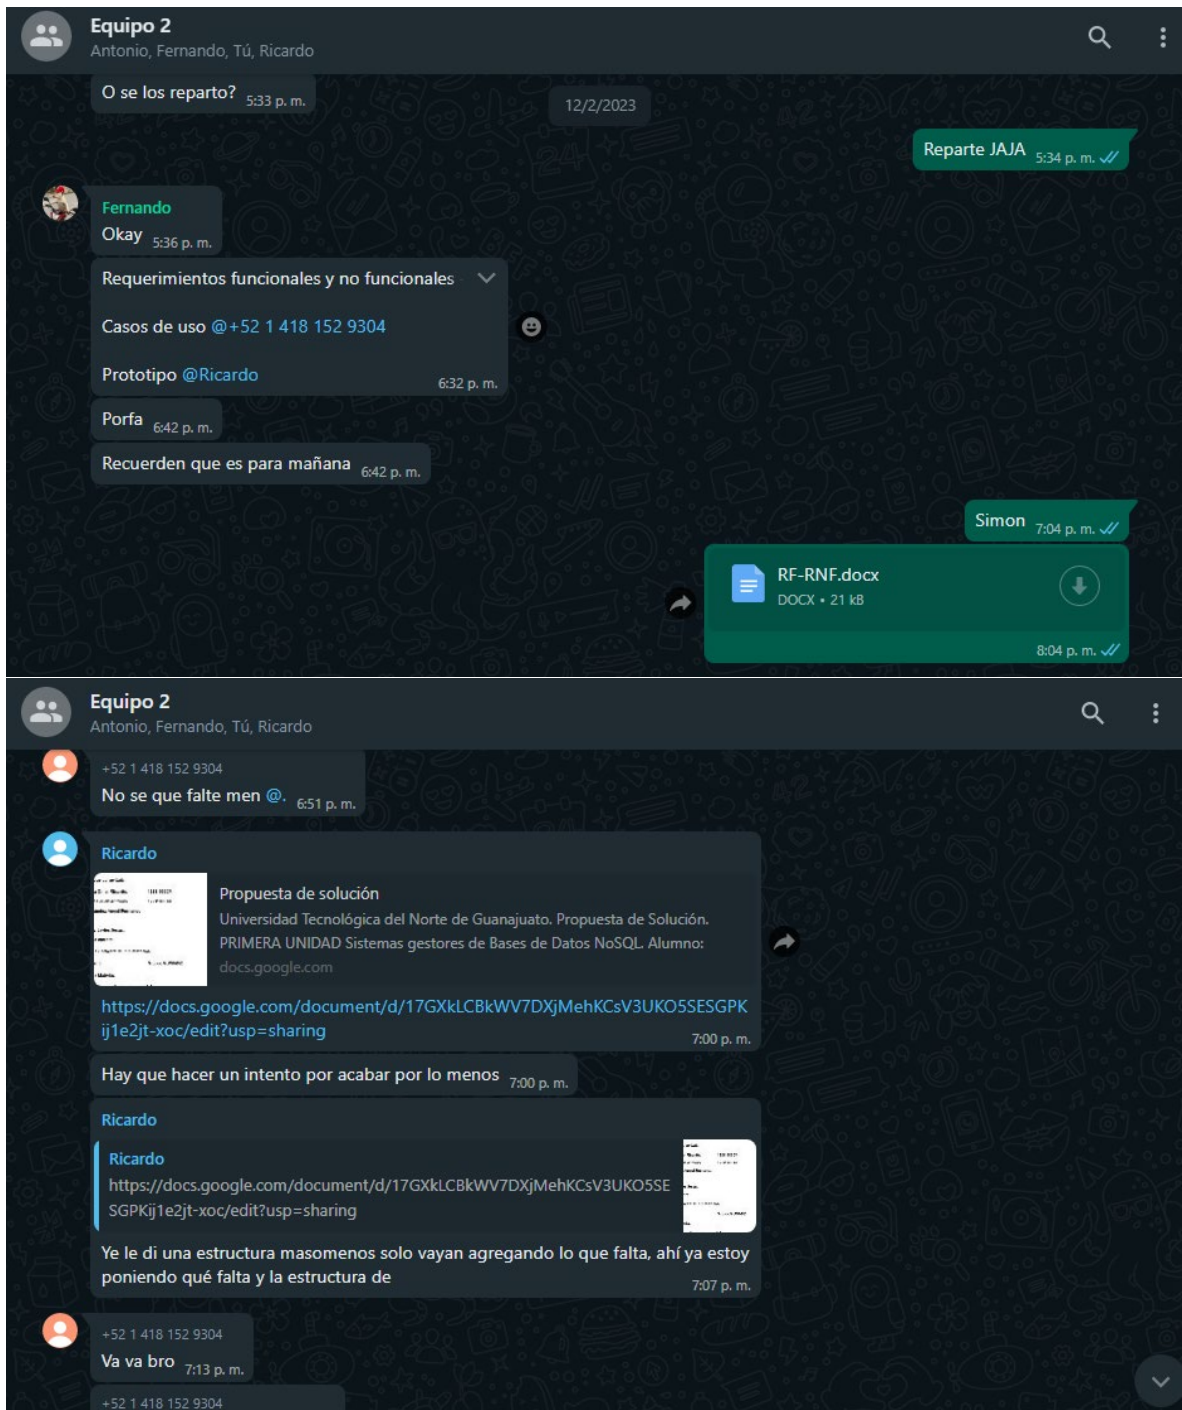 Equipo 2
Antonio, Fernando, Tú, Ricardo
O se los reparto? 5:33 p. m.
12/2/2023
Reparte JAJA 5:34 p. m.
Fernando
Okay 5:36 p. m.
Requerimientos funcionales y no funcionales
Casos de uso @+52 1 418 152 9304
Prototipo @Ricardo
6:32 p. m.
Porfa 6:42 p. m.
Recuerden que es para mañana 6:42 p. m.
Simon 7:04 p. m.
RF-RNF.docx
DOCX • 21 kB
8:04 p. m.
Equipo 2
Antonio, Fernando, Tú, Ricardo
+52 1 418 152 9304
No se que falte men @. 6:51 p. m.
Ricardo
Propuesta de solución
Universidad Tecnológica del Norte de Guanajuato. Propuesta de Solución.
PRIMERA UNIDAD Sistemas gestores de Bases de Datos NoSQL. Alumno:
docs.google.com
https://docs.google.com/document/d/17GXkLCBkWV7DXjMehKCsV3UKO5SESGPK
ij1e2jt-xoc/edit?usp=sharing
7:00 p. m.
Hay que hacer un intento por acabar por lo menos 7:00 p. m.
Ricardo
Ricardo
https://docs.google.com/document/d/17GXkLCBkWV7DXjMehKCsV3UKO5SE
SGPKij1e2jt-xoc/edit?usp=sharing
Ye le di una estructura masomenos solo vayan agregando lo que falta, ahí ya estoy
poniendo qué falta y la estructura de
7:07 p. m.
+52 1 418 152 9304
Va va bro 7:13 p. m.
+52 1 418 152 9304